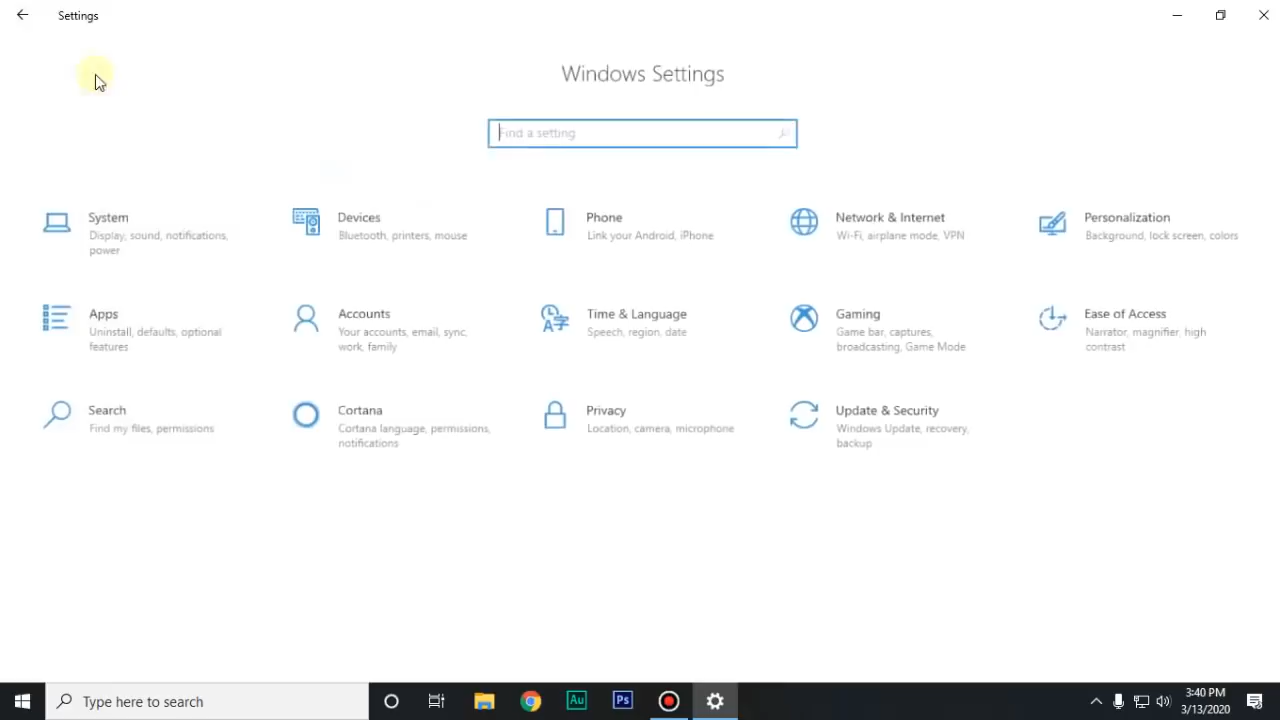 Settings
Windows Settings
Find a setting
System
Display, sound, notifications,
power
Devices
Bluetooth, printers, mouse
Phone
Link your Android, iPhone
Network & Internet
Wi-Fi, airplane mode, VPN
Personalization
Background, lock screen, colors
Apps
Uninstall, defaults, optional
features
Accounts
Your accounts, email, sync,
work, family
Time & Language
Speech, region, date
Gaming
Game bar, captures,
broadcasting, Game Mode
Ease of Access
Narrator, magnifier, high
contrast
Search
Find my files, permissions
Cortana
Cortana language, permissions,
notifications
Privacy
Location, camera, microphone
Update & Security
Windows Update, recovery,
backup
Type here to search
Au
Ps
3:40 PM
3/13/2020